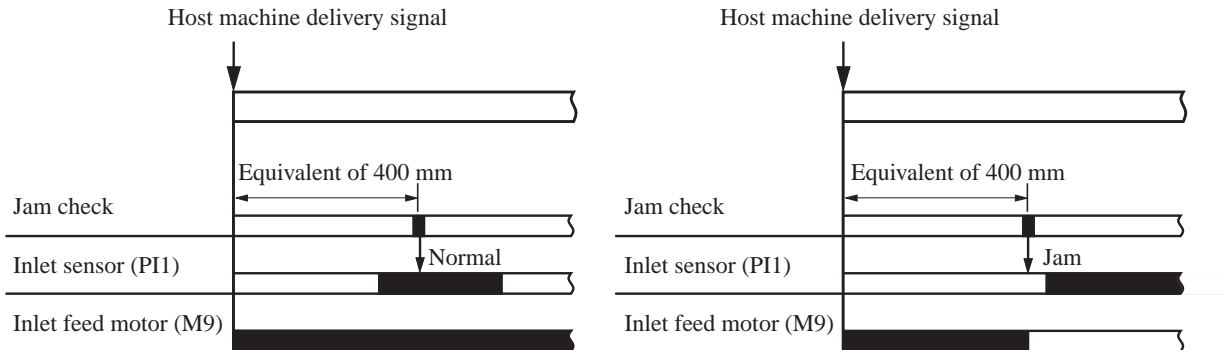 Host machine delivery signal
Equivalent of 400 mm
Jam check
Normal
Inlet sensor (PI1)
Inlet feed motor (M9)
Host machine delivery signal
Equivalent of 400 mm
Jam check
Jam
Inlet sensor (PI1)
Inlet feed motor (M9)